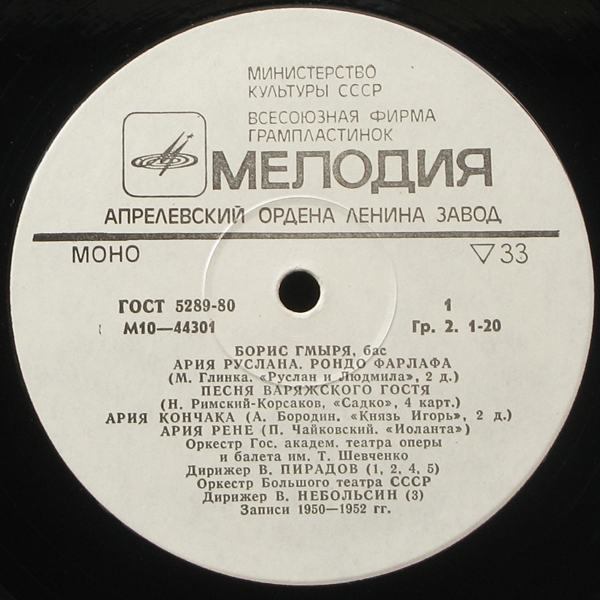 МИНИСТЕРСТВО
КУЛЬТУРЫ СССР
ВСЕСОЮЗНАЯ ФИРМА
ГРАМПЛАСТИНОК
МЕЛОДИЯ
АПРЕЛЕВСКИЙ ОРДЕНА ЛЕНИНА ЗАВОД
МОНО ▽33
ГОСТ 5289-80 1
М10—44301 Гр. 2. 1-20
БОРИС ГМЫРЯ, бас
АРИЯ РУСЛАНА. РОНДО ФАРЛАФА
(М. Глинка. «Руслан и Людмила», 2 д.)
ПЕСНЯ ВАРЯЖСКОГО ГОСТЯ
(Н. Римский-Корсаков, «Садко», 4 карт.)
АРИЯ КОНЧАКА (А. Бородин. «Князь Игорь», 2 д.)
АРИЯ РЕНЕ (П. Чайковский. «Иоланта»)
Оркестр Гос. академ. театра оперы
и балета им. Т. Шевченко
Дирижер В. ПИРАДОВ (1, 2, 4, 5)
Оркестр Большого театра СССР
Дирижер В. НЕБОЛЬСИН (3)
Записи 1950—1952 гг.